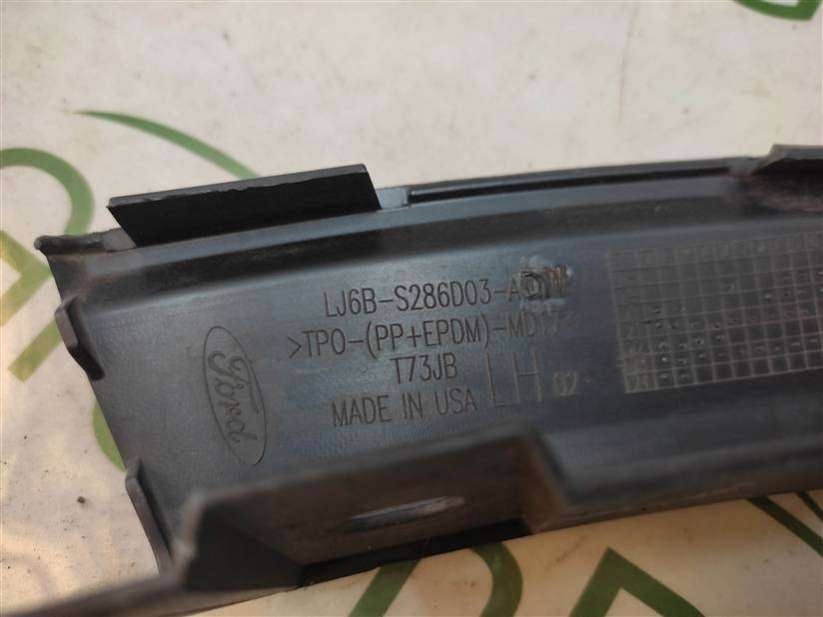 LJ6B-S286D03-A
>TPO-(PP+EPDM)-MD
T73JB
LH
MADE IN USA
Ford